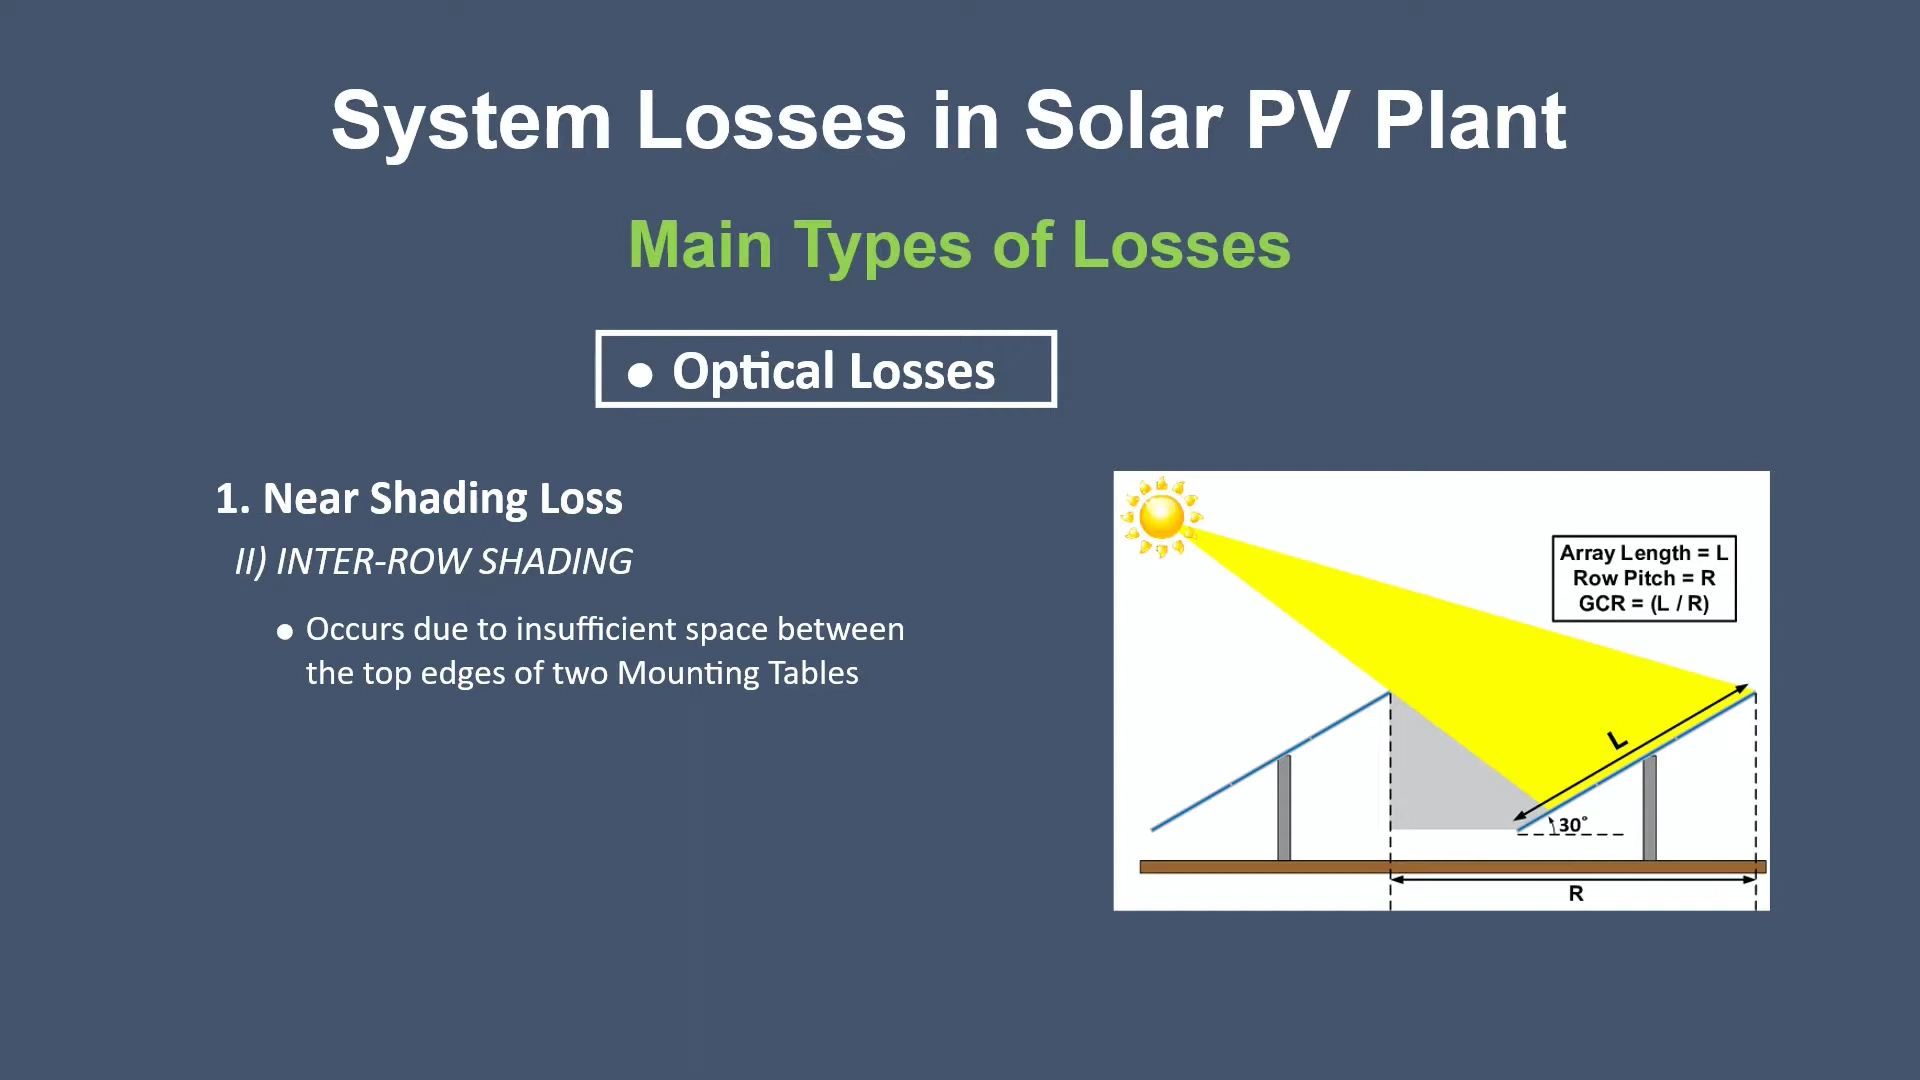 System Losses in Solar PV Plant
Main Types of Losses
● Optical Losses
1. Near Shading Loss
II) INTER-ROW SHADING
● Occurs due to insufficient space between
the top edges of two Mounting Tables
Array Length = L
Row Pitch = R
GCR = (L / R)
L
30°
R